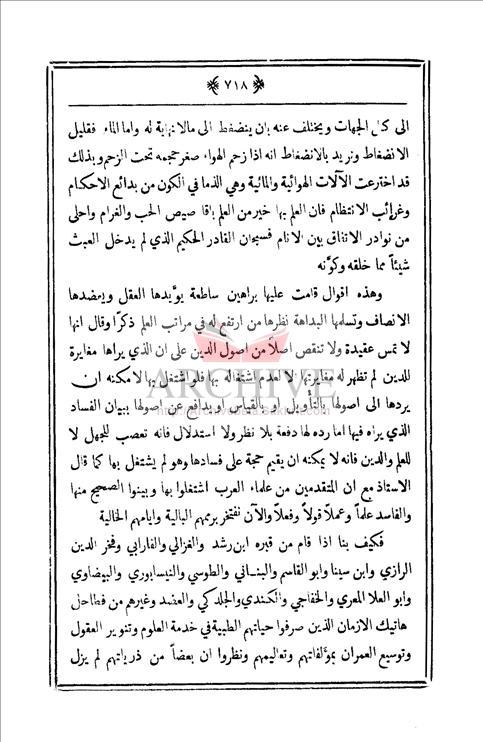 ﴿ ٧١٨ ﴾
الى كل الجهات ويختلف عنه بان ينضغط الى مالا نهاية له واما الماء فقليل
الانضغاط ونريد بالانضغاط انه اذا زحم الهواء صغر حجمه تحت الزحم وبذلك
قد اخترعت الآلات الهوائية والمائية وهي الذما في الكون من بدائع الاحكام
وغرائب الانتظام فان العلم بها خير من العلم باقاصيص الحب والغرام واحلى
من نوادر الاتفاق بين الانام فسبحان القادر الحكيم الذي لم يدخل العبث
شيئاً مما خلقه وكوَّنه
وهذه اقوال قامت عليها براهين ساطعة يؤيدها العقل ويعضدها
الانصاف وتسلمها البداهة نظرها من ارتفع له في مراتب العلم ذكرًا وقال انها
لا تمس عقيدة ولا تنقص اصلاً من اصول الدين على ان الذي يراها مغايرة
للدين لم تظهر له مغايرتها الا لعدم اشتغاله بها فلو اشتغل بها لامكنه ان
ARCHIVE
يردها الى اصولها بالتأويل او بالقياس او يدافع عن اصولها ببيان الفساد
الذي يراه فيها اما رده لها دفعة بلا نظر ولا استدلال فانه تعصب للجهل لا
للعلم والدين فانه لا يمكنه ان يقيم حجة على فسادها وهو لم يشتغل بها كما قال
الاستاذ مع ان المتقدمين من علماء العرب اشتغلوا بها وبينوا الصحيح منها
والفاسد علماً وعملاً قولاً وفعلاً والآن نفتخر برممهم البالية وايامهم الخالية
فكيف بنا اذا قام من قبره ابن رشد والغزالي والفارابي وفخر الدين
الرازي وابن سينا وابو القاسم والبناني والطوسي والنيسابوري والبيضاوي
وابو العلا المعري والخفاجي والكندي والجلدكي والعضد وغيرهم من فطاحل
هاتيك الازمان الذين صرفوا حياتهم الطيبة في خدمة العلوم وتنوير العقول
وتوسيع العمران بمؤلفاتهم وتعاليمهم ونظروا ان بعضاً من ذرياتهم لم يزل